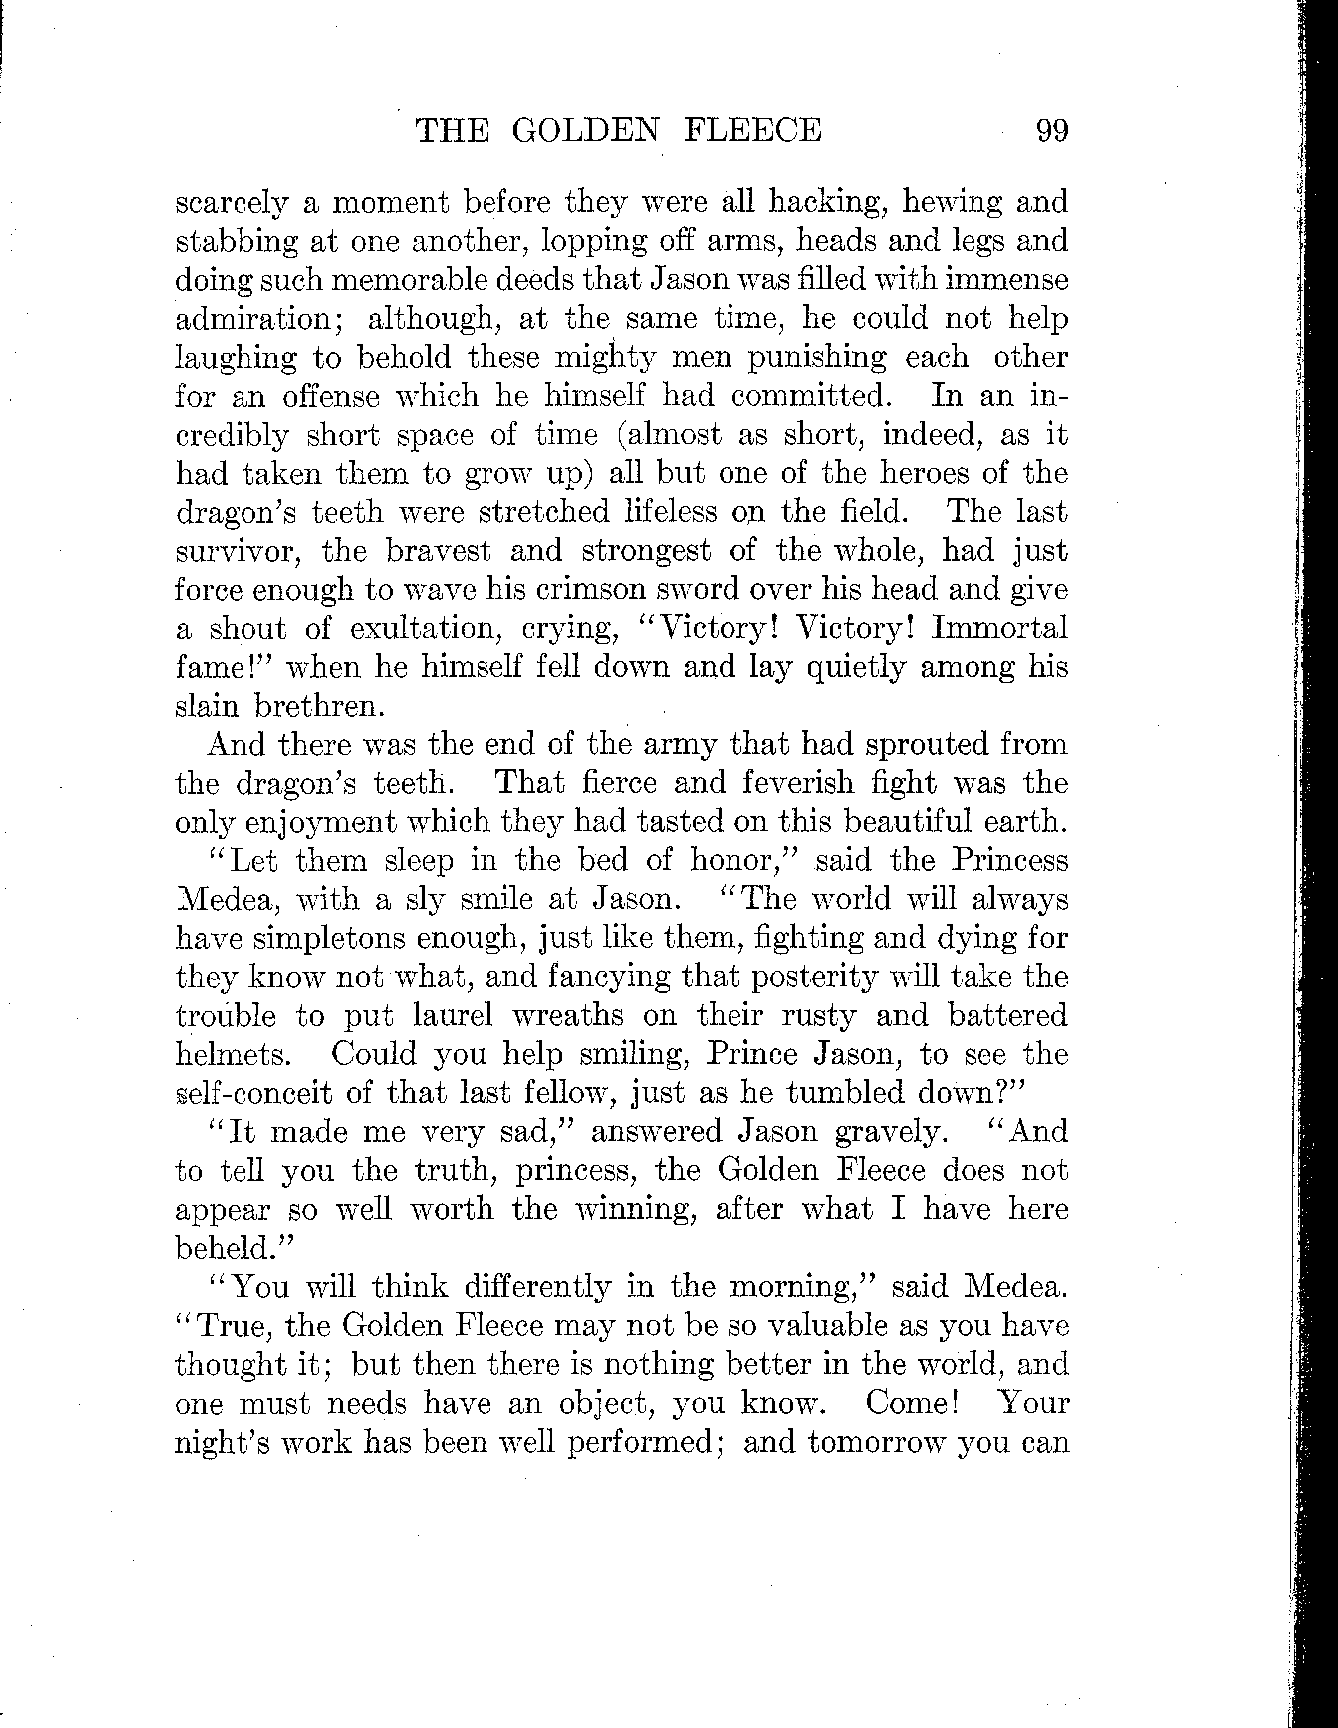 THE GOLDEN FLEECE 99
scarcely a moment before they were all hacking, hewing and
stabbing at one another, lopping off arms, heads and legs and
doing such memorable deeds that Jason was filled with immense
admiration; although, at the same time, he could not help
laughing to behold these mighty men punishing each other
for an offense which he himself had committed. In an in-
credibly short space of time (almost as short, indeed, as it
had taken them to grow up) all but one of the heroes of the
dragon's teeth were stretched lifeless on the field. The last
survivor, the bravest and strongest of the whole, had just
force enough to wave his crimson sword over his head and give
a shout of exultation, crying, "Victory! Victory! Immortal
fame!" when he himself fell down and lay quietly among his
slain brethren.
And there was the end of the army that had sprouted from
the dragon's teeth. That fierce and feverish fight was the
only enjoyment which they had tasted on this beautiful earth.
"Let them sleep in the bed of honor," said the Princess
Medea, with a sly smile at Jason. "The world will always
have simpletons enough, just like them, fighting and dying for
they know not what, and fancying that posterity will take the
trouble to put laurel wreaths on their rusty and battered
helmets. Could you help smiling, Prince Jason, to see the
self-conceit of that last fellow, just as he tumbled down?"
"It made me very sad," answered Jason gravely. "And
to tell you the truth, princess, the Golden Fleece does not
appear so well worth the winning, after what I have here
beheld."
"You will think differently in the morning," said Medea.
"True, the Golden Fleece may not be so valuable as you have
thought it; but then there is nothing better in the world, and
one must needs have an object, you know. Come! Your
night's work has been well performed; and tomorrow you can